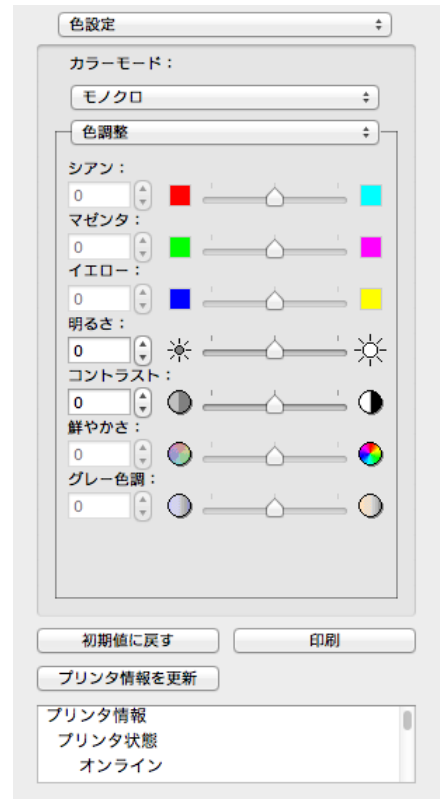 色設定
カラーモード：
モノクロ
色調整
シアン：
0
マゼンタ：
0
イエロー：
0
明るさ：
0
コントラスト：
0
鮮やかさ：
0
グレー色調：
0
初期値に戻す 印刷
プリンタ情報を更新
プリンタ情報
プリンタ状態
オンライン